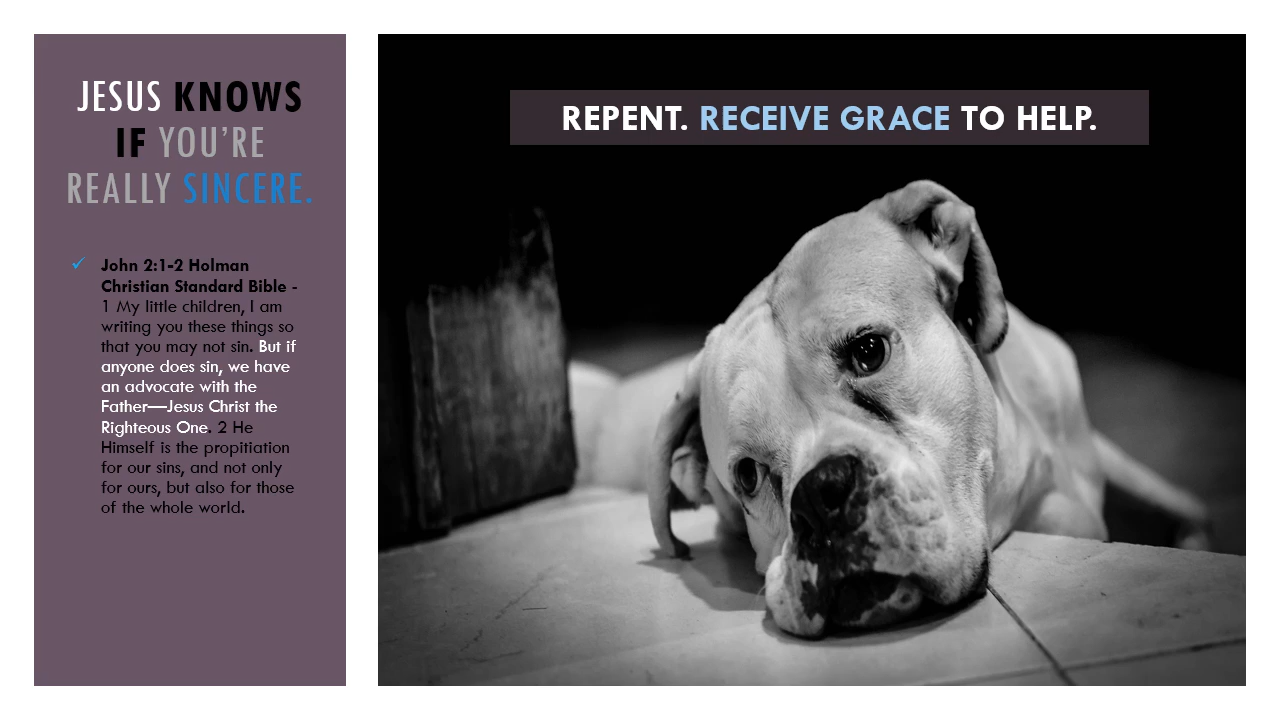 JESUS KNOWS
IF YOU’RE
REALLY SINCERE.
✓ John 2:1-2 Holman
Christian Standard Bible -
1 My little children, I am
writing you these things so
that you may not sin. But if
anyone does sin, we have
an advocate with the
Father—Jesus Christ the
Righteous One. 2 He
Himself is the propitiation
for our sins, and not only
for ours, but also for those
of the whole world.
REPENT. RECEIVE GRACE TO HELP.